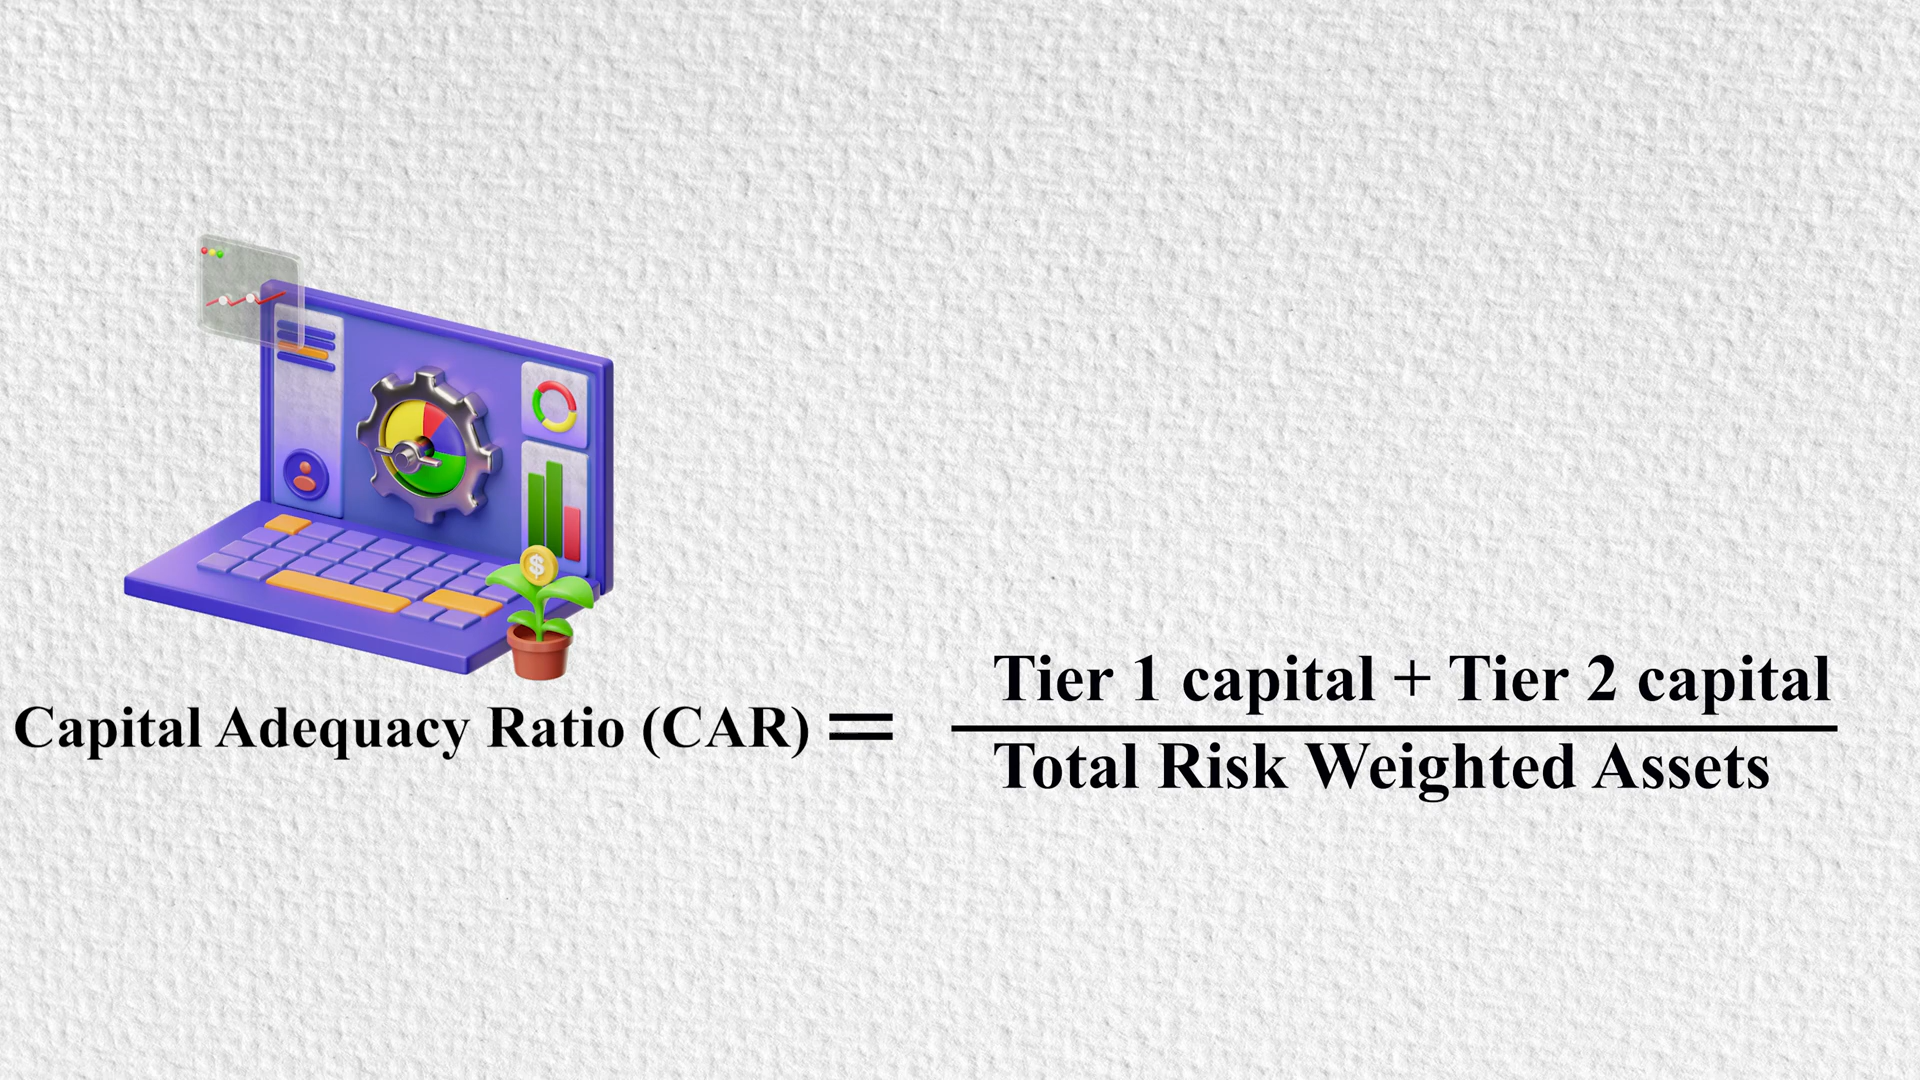 $
Capital Adequacy Ratio (CAR) =
Tier 1 capital + Tier 2 capital
Total Risk Weighted Assets